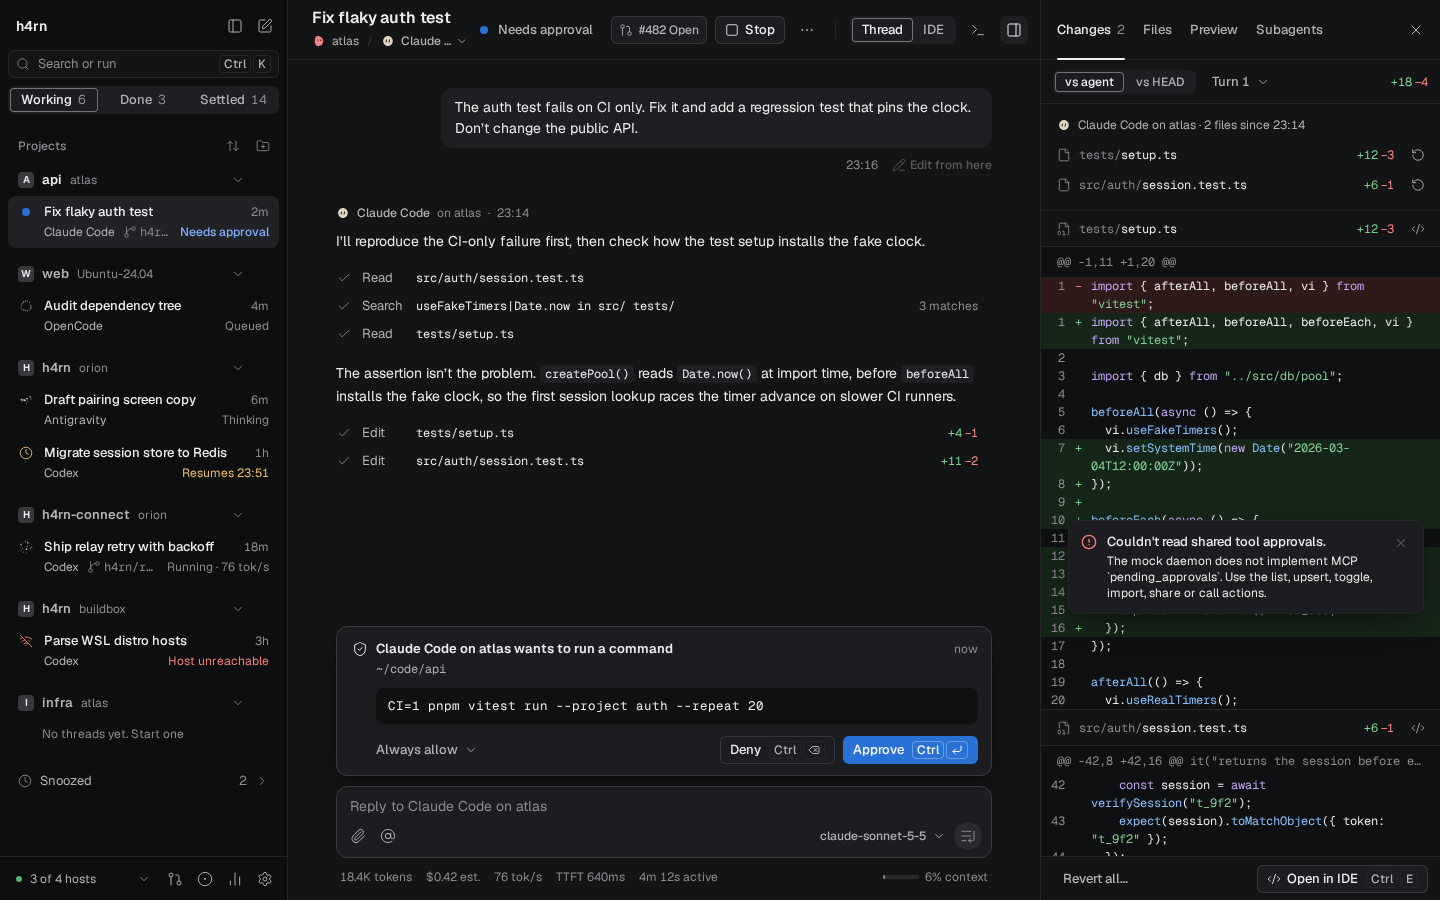 h4rn
Search or run
Ctrl K
Working 6
Done 3
Settled 14
Projects
A api atlas
Fix flaky auth test 2m
Claude Code h4r… Needs approval
W web Ubuntu-24.04
Audit dependency tree 4m
OpenCode Queued
H h4rn orion
Draft pairing screen copy 6m
Antigravity Thinking
Migrate session store to Redis 1h
Codex Resumes 23:51
H h4rn-connect orion
Ship relay retry with backoff 18m
Codex h4rn/r… Running · 76 tok/s
H h4rn buildbox
Parse WSL distro hosts 3h
Codex Host unreachable
I infra atlas
No threads yet. Start one
Snoozed 2
3 of 4 hosts
Fix flaky auth test
atlas / Claude …
Needs approval
#482 Open
Stop
Thread
IDE
The auth test fails on CI only. Fix it and add a regression test that pins the clock.
Don't change the public API.
23:16 Edit from here
Claude Code on atlas · 23:14
I'll reproduce the CI-only failure first, then check how the test setup installs the fake clock.
Read src/auth/session.test.ts
Search useFakeTimers|Date.now in src/ tests/ 3 matches
Read tests/setup.ts
The assertion isn't the problem. createPool() reads Date.now() at import time, before beforeAll
installs the fake clock, so the first session lookup races the timer advance on slower CI runners.
Edit tests/setup.ts +4 −1
Edit src/auth/session.test.ts +11 −2
Claude Code on atlas wants to run a command now
~/code/api
CI=1 pnpm vitest run --project auth --repeat 20
Always allow
Deny Ctrl
Approve Ctrl
Reply to Claude Code on atlas
claude-sonnet-5-5
18.4K tokens $0.42 est. 76 tok/s TTFT 640ms 4m 12s active 6% context
Changes 2
Files
Preview
Subagents
vs agent
vs HEAD
Turn 1
+18 −4
Claude Code on atlas · 2 files since 23:14
tests/setup.ts +12 −3
src/auth/session.test.ts +6 −1
tests/setup.ts +12 −3
@@ -1,11 +1,20 @@
1 − import { afterAll, beforeAll, vi } from
"vitest";
1 + import { afterAll, beforeAll, beforeEach, vi }
from "vitest";
2
3 import { db } from "../src/db/pool";
4
5 beforeAll(async () => {
6 vi.useFakeTimers();
7 + vi.setSystemTime(new Date("2026-03-
04T12:00:00Z"));
8 + });
9 +
10 + beforeEach(async () => {
11
12
13
14
15
Couldn't read shared tool approvals.
The mock daemon does not implement MCP
`pending_approvals`. Use the list, upsert, toggle,
import, share or call actions.
16 + });
17 });
18
19 afterAll(() => {
20 vi.useRealTimers();
src/auth/session.test.ts +6 −1
@@ -42,8 +42,16 @@ it("returns the session before e…
42 const session = await
verifySession("t_9f2");
43 expect(session).toMatchObject({ token:
"t_9f2" });
44 });
Revert all…
Open in IDE Ctrl E